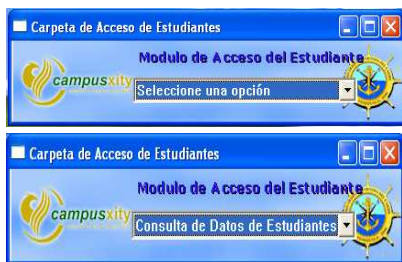 Carpeta de Acceso de Estudiantes
Modulo de Acceso del Estudiante
campusxity
Seleccione una opción
Carpeta de Acceso de Estudiantes
Modulo de Acceso del Estudiante
campusxity
Consulta de Datos de Estudiantes